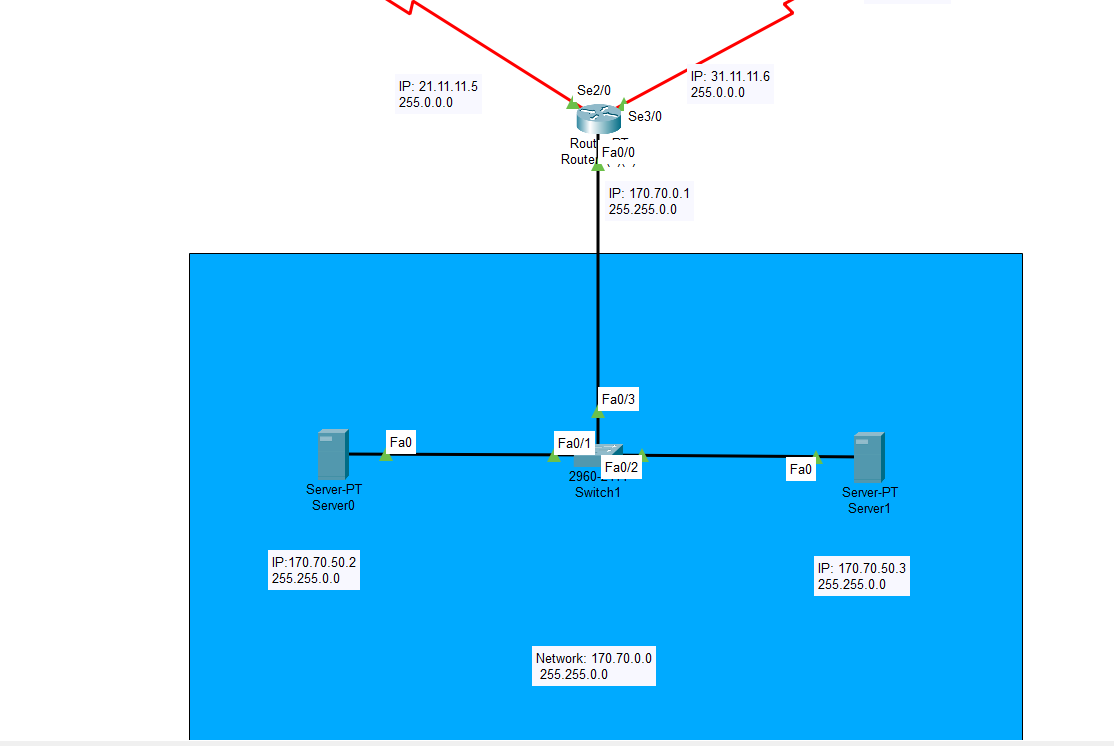 IP: 21.11.11.5
255.0.0.0
Se2/0
IP: 31.11.11.6
255.0.0.0
Se3/0
Fa0/0
IP: 170.70.0.1
255.255.0.0
Fa0/3
Fa0
Fa0/1
Fa0/2
Fa0
Server-PT
Server0
Switch1
Server-PT
Server1
IP:170.70.50.2
255.255.0.0
IP: 170.70.50.3
255.255.0.0
Network: 170.70.0.0
255.255.0.0